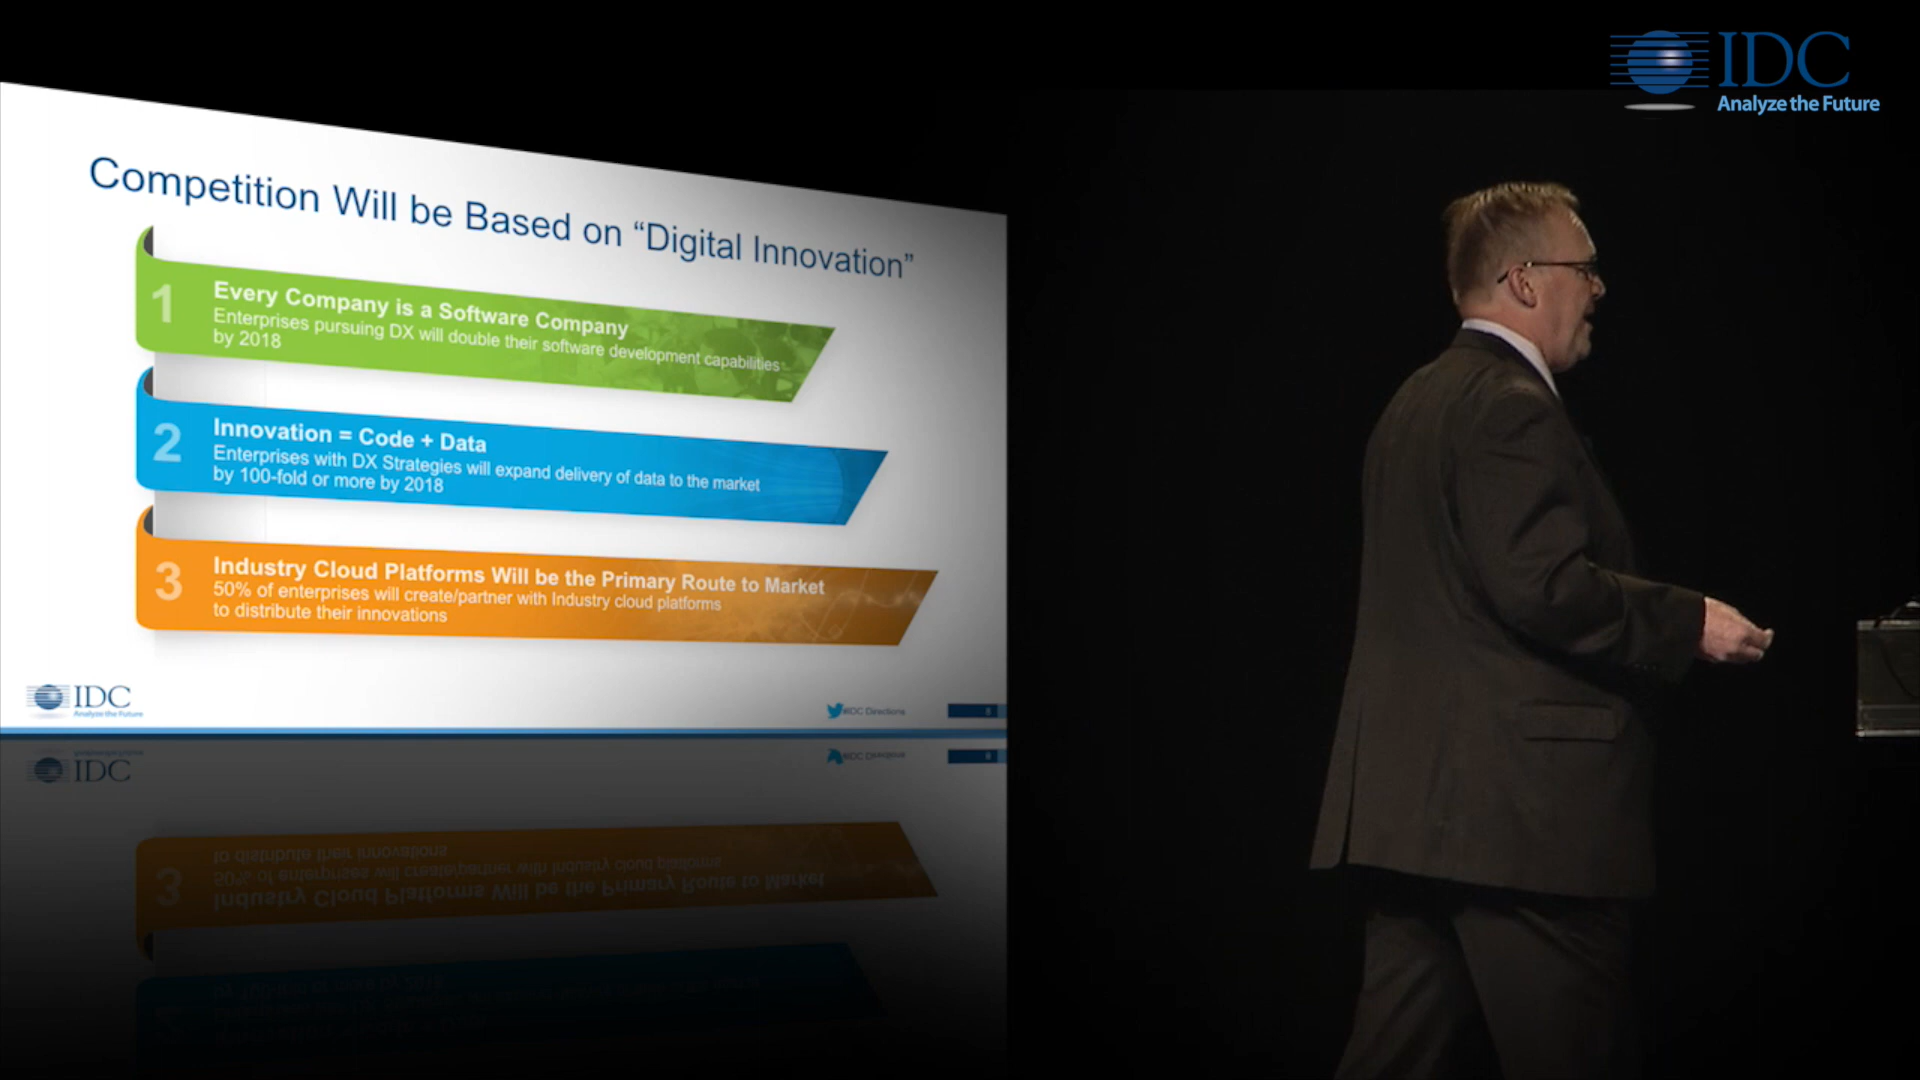 IDC
Analyze the Future
Competition Will be Based on “Digital Innovation”
1
Every Company is a Software Company
Enterprises pursuing DX will double their software development capabilities
by 2018
2
Innovation = Code + Data
Enterprises with DX Strategies will expand delivery of data to the market
by 100-fold or more by 2018
3
Industry Cloud Platforms Will be the Primary Route to Market
50% of enterprises will create/partner with Industry cloud platforms
to distribute their innovations
IDC
Analyze the Future
Directions